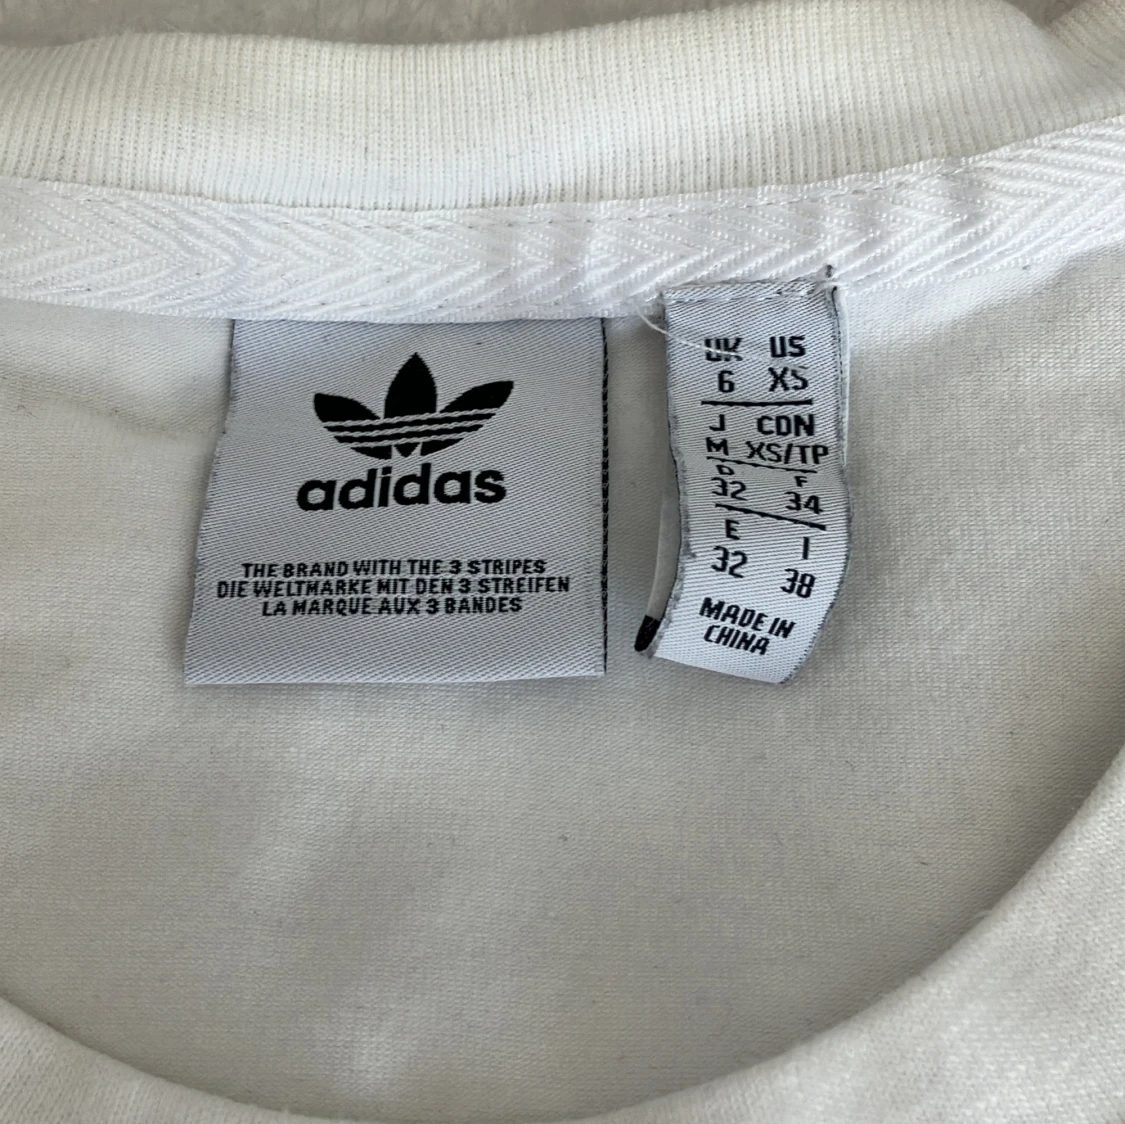 adidas
THE BRAND WITH THE 3 STRIPES
DIE WELTMARKE MIT DEN 3 STREIFEN
LA MARQUE AUX 3 BANDES
UK US
6 XS
J CDN
M XS/TP
D F
32 34
E I
32 38
MADE IN
CHINA